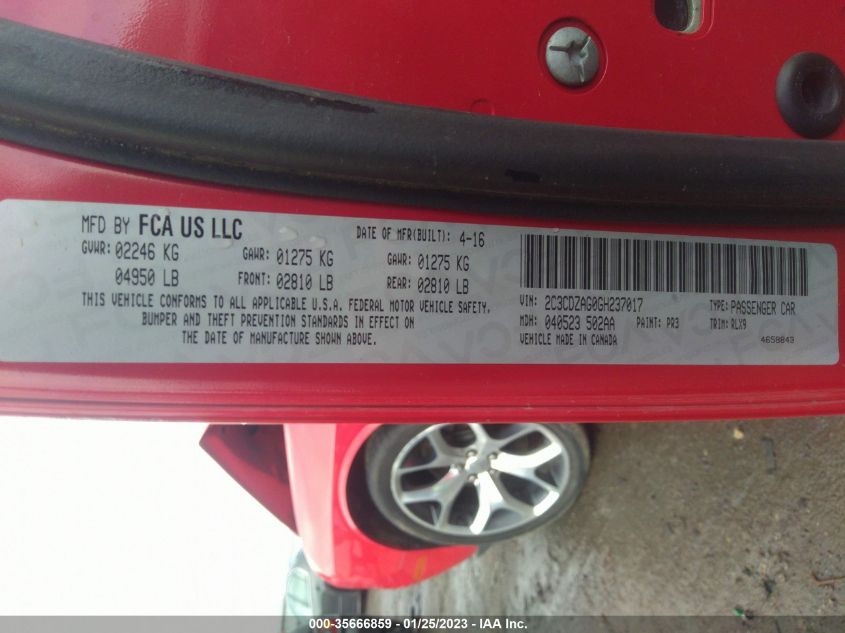 MFD BY FCA US LLC
DATE OF MFR(BUILT): 4-16
GVWR: 02246 KG GAWR: 01275 KG GAWR: 01275 KG
04950 LB FRONT: 02810 LB REAR: 02810 LB
THIS VEHICLE CONFORMS TO ALL APPLICABLE U.S.A. FEDERAL MOTOR VEHICLE SAFETY,
BUMPER AND THEFT PREVENTION STANDARDS IN EFFECT ON
THE DATE OF MANUFACTURE SHOWN ABOVE.
VIN: 2C3CDZAG0GH237017 TYPE: PASSENGER CAR
MDH: 040523 502AA PAINT: PR3 TRIM: RLX9
VEHICLE MADE IN CANADA 4658843
000-35666859 - 01/25/2023 - IAA Inc.